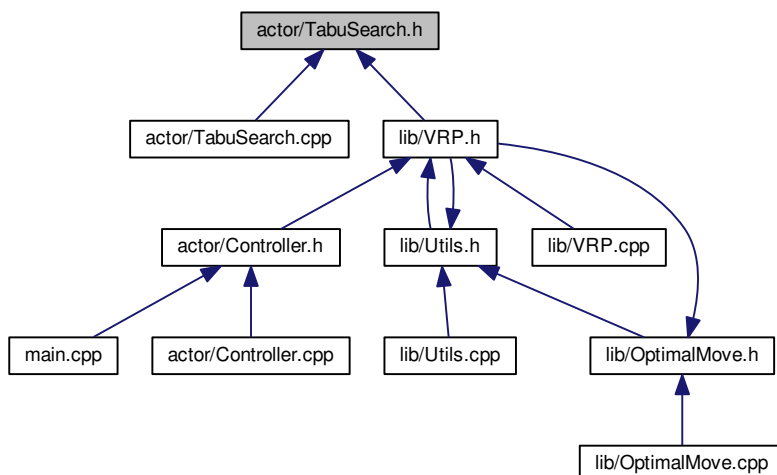 actor/TabuSearch.h
actor/TabuSearch.cpp
lib/VRP.h
actor/Controller.h
lib/Utils.h
lib/VRP.cpp
main.cpp
actor/Controller.cpp
lib/Utils.cpp
lib/OptimalMove.h
lib/OptimalMove.cpp